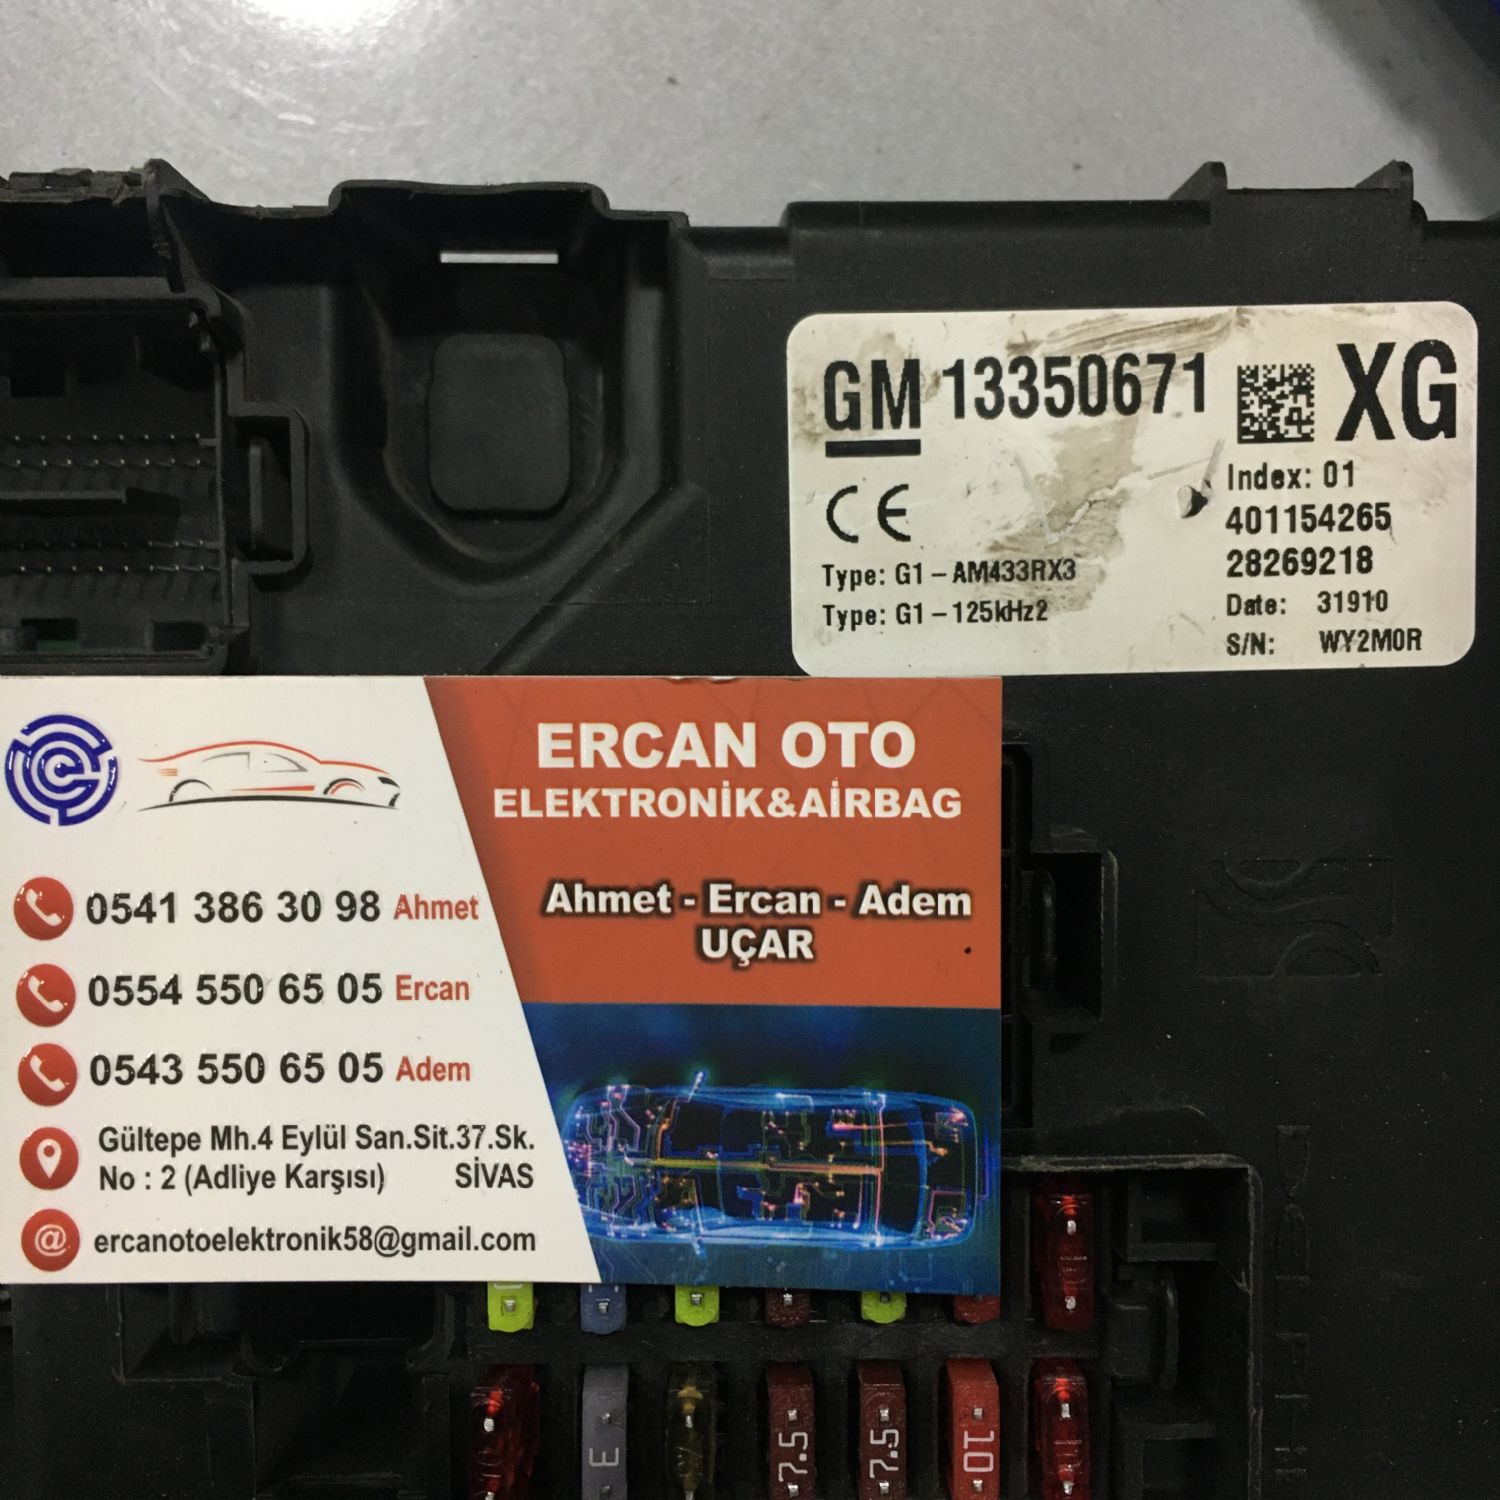 GM 13350671 XG
Index: 01
401154265
28269218
Type: G1 - AM433RX3
Type: G1 - 125kHz2
Date: 31910
S/N: WY2M0R
ERCAN OTO
ELEKTRONİK&AİRBAG
Ahmet - Ercan - Adem
UÇAR
0541 386 30 98 Ahmet
0554 550 65 05 Ercan
0543 550 65 05 Adem
Gültepe Mh.4 Eylül San.Sit.37.Sk.
No : 2 (Adliye Karşısı) SİVAS
ercanotoelektronik58@gmail.com
3
7.5
7.5
10